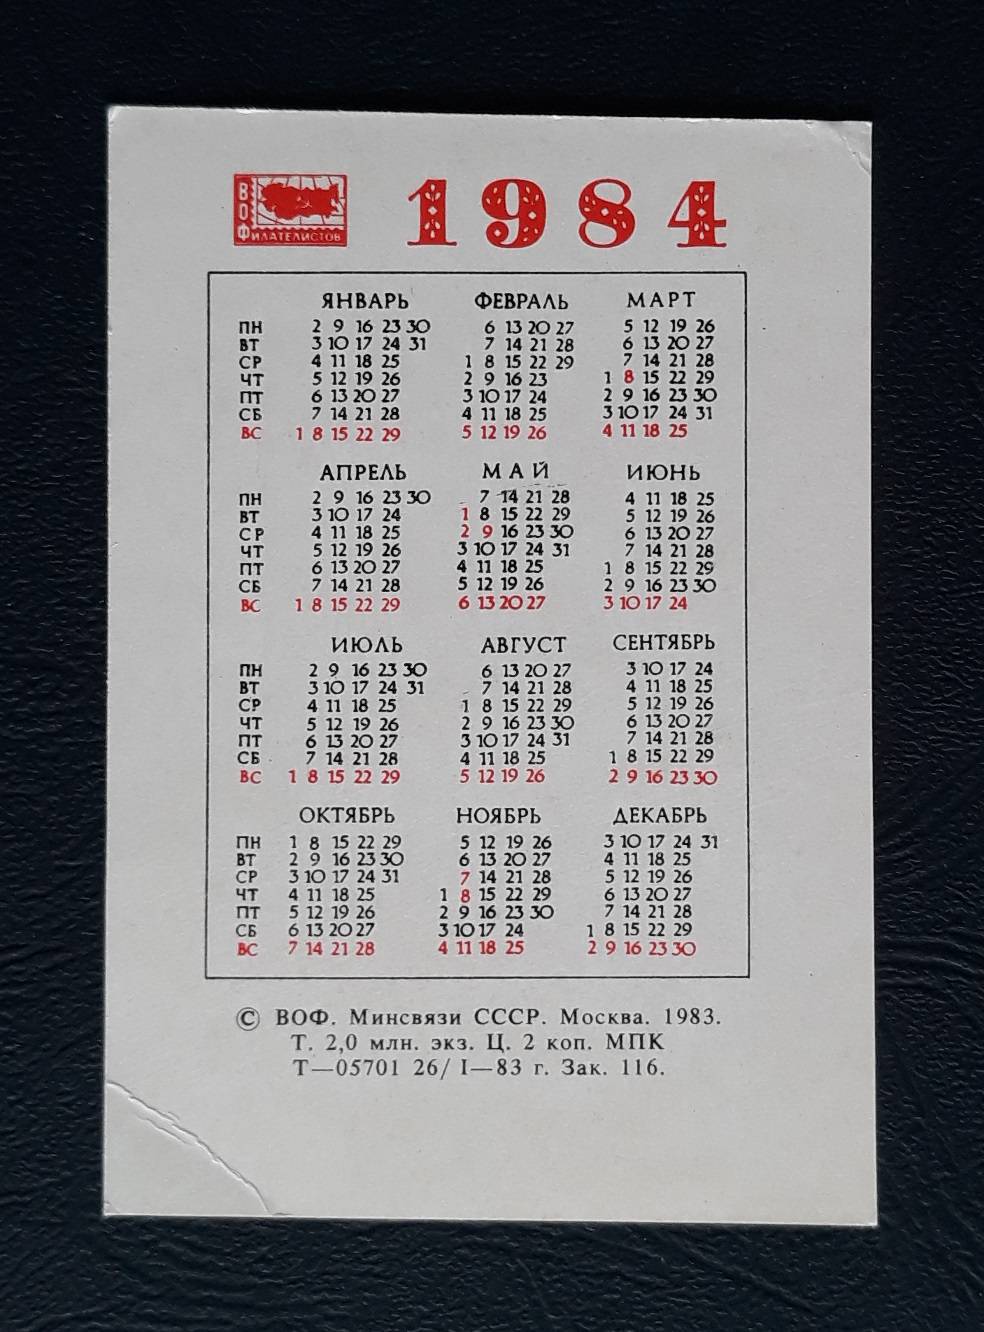 ВОФилателистов 1984
ЯНВАРЬ ФЕВРАЛЬ МАРТ
ПН 2 9 16 23 30 6 13 20 27 5 12 19 26
ВТ 3 10 17 24 31 7 14 21 28 6 13 20 27
СР 4 11 18 25 1 8 15 22 29 7 14 21 28
ЧТ 5 12 19 26 2 9 16 23 1 8 15 22 29
ПТ 6 13 20 27 3 10 17 24 2 9 16 23 30
СБ 7 14 21 28 4 11 18 25 3 10 17 24 31
ВС 1 8 15 22 29 5 12 19 26 4 11 18 25
АПРЕЛЬ МАЙ ИЮНЬ
ПН 2 9 16 23 30 7 14 21 28 4 11 18 25
ВТ 3 10 17 24 1 8 15 22 29 5 12 19 26
СР 4 11 18 25 2 9 16 23 30 6 13 20 27
ЧТ 5 12 19 26 3 10 17 24 31 7 14 21 28
ПТ 6 13 20 27 4 11 18 25 1 8 15 22 29
СБ 7 14 21 28 5 12 19 26 2 9 16 23 30
ВС 1 8 15 22 29 6 13 20 27 3 10 17 24
ИЮЛЬ АВГУСТ СЕНТЯБРЬ
ПН 2 9 16 23 30 6 13 20 27 3 10 17 24
ВТ 3 10 17 24 31 7 14 21 28 4 11 18 25
СР 4 11 18 25 1 8 15 22 29 5 12 19 26
ЧТ 5 12 19 26 2 9 16 23 30 6 13 20 27
ПТ 6 13 20 27 3 10 17 24 31 7 14 21 28
СБ 7 14 21 28 4 11 18 25 1 8 15 22 29
ВС 1 8 15 22 29 5 12 19 26 2 9 16 23 30
ОКТЯБРЬ НОЯБРЬ ДЕКАБРЬ
ПН 1 8 15 22 29 5 12 19 26 3 10 17 24 31
ВТ 2 9 16 23 30 6 13 20 27 4 11 18 25
СР 3 10 17 24 31 7 14 21 28 5 12 19 26
ЧТ 4 11 18 25 1 8 15 22 29 6 13 20 27
ПТ 5 12 19 26 2 9 16 23 30 7 14 21 28
СБ 6 13 20 27 3 10 17 24 1 8 15 22 29
ВС 7 14 21 28 4 11 18 25 2 9 16 23 30
© ВОФ. Минсвязи СССР. Москва. 1983.
Т. 2,0 млн. экз. Ц. 2 коп. МПК
Т—05701 26/ I—83 г. Зак. 116.